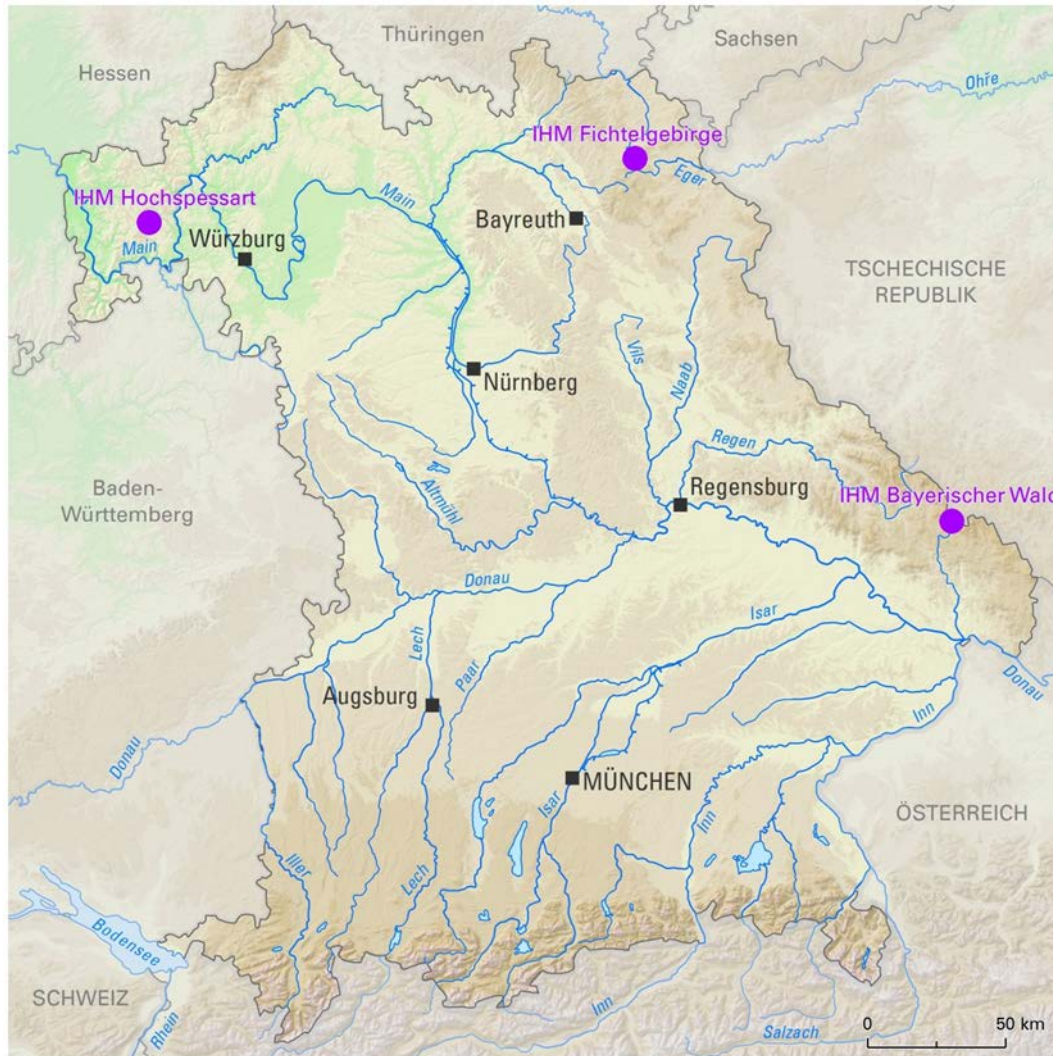 Thüringen
Sachsen
Hessen
Ohře
IHM Fichtelgebirge
Eger
IHM Hochspessart
Main
Bayreuth
Würzburg
Main
TSCHECHISCHE
REPUBLIK
Vils
Naab
Nürnberg
Regen
Baden-
Württemberg
Altmühl
Regensburg
IHM Bayerischer Wald
Donau
Isar
Lech
Paar
Donau
Augsburg
Inn
Donau
MÜNCHEN
Isar
Inn
ÖSTERREICH
Iller
Lech
Bodensee
SCHWEIZ
Rhein
Inn
Salzach
0 50 km